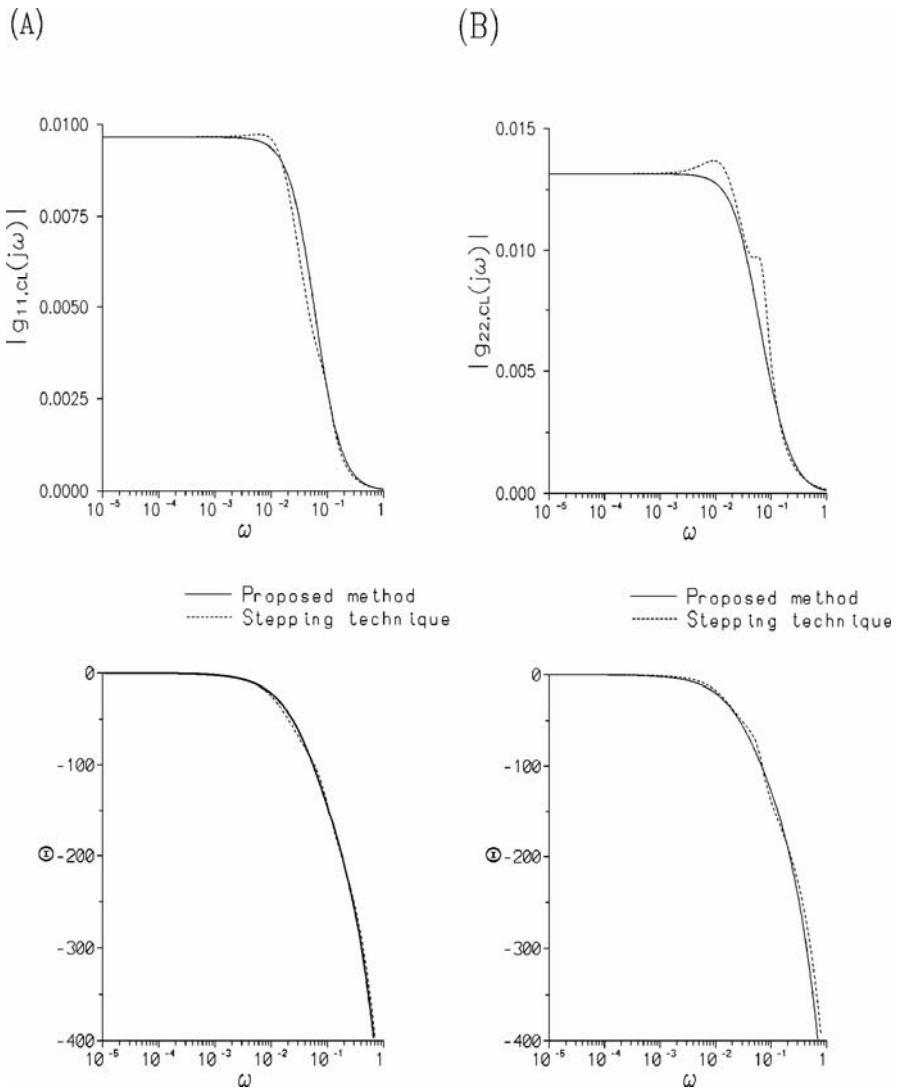 (A)
(B)
0.0100
0.0075
0.0050
0.0025
0.0000
|g11,CL(jω)|
10⁻⁵ 10⁻⁴ 10⁻³ 10⁻² 10⁻¹ 1
ω
0.015
0.010
0.005
0.000
|g22,CL(jω)|
10⁻⁵ 10⁻⁴ 10⁻³ 10⁻² 10⁻¹ 1
ω
Proposed method
Stepping technique
Proposed method
Stepping technique
0
-100
-200
-300
-400
Θ
10⁻⁵ 10⁻⁴ 10⁻³ 10⁻² 10⁻¹ 1
ω
0
-100
-200
-300
-400
Θ
10⁻⁵ 10⁻⁴ 10⁻³ 10⁻² 10⁻¹ 1
ω